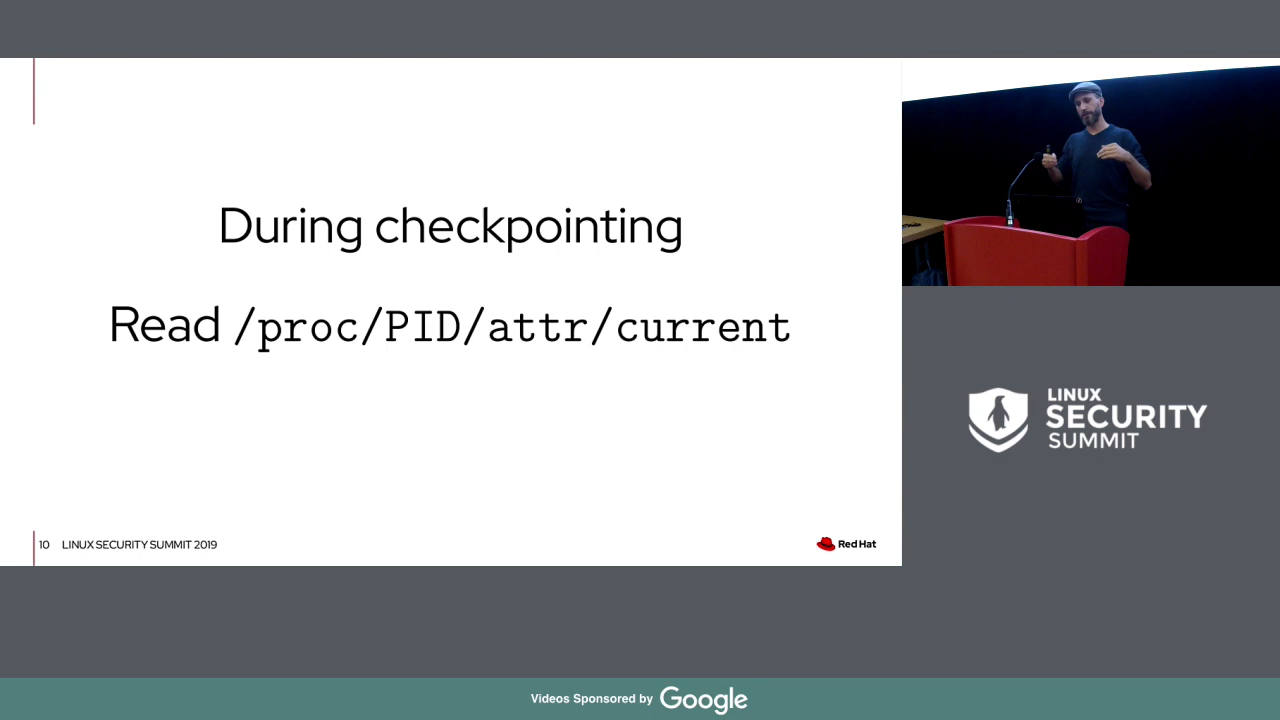 During checkpointing
Read /proc/PID/attr/current
10 LINUX SECURITY SUMMIT 2019
Red Hat
LINUX
SECURITY
SUMMIT
Videos Sponsored by Google